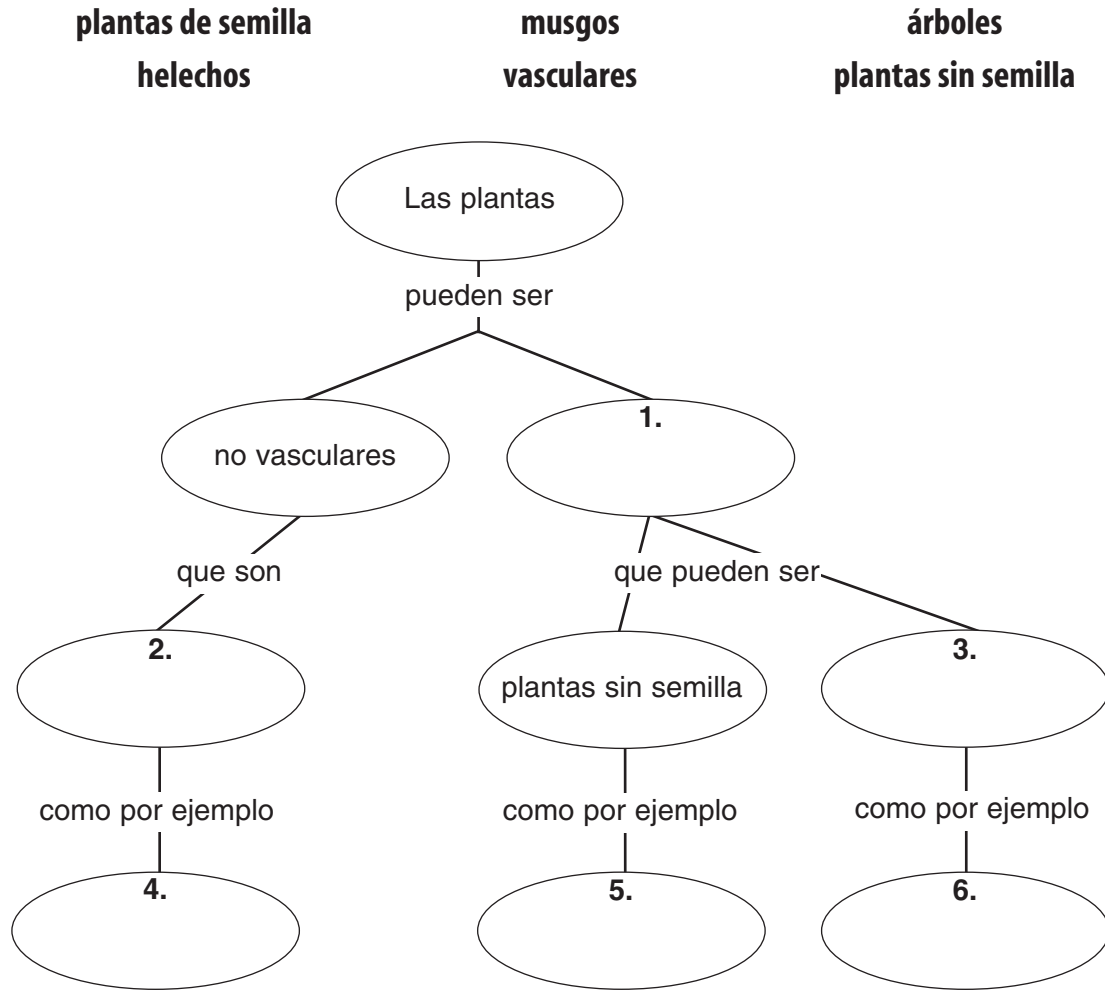 plantas de semilla musgos árboles
helechos vasculares plantas sin semilla
Las plantas
pueden ser
no vasculares
1.
que son
que pueden ser
2.
plantas sin semilla
3.
como por ejemplo
como por ejemplo
como por ejemplo
4.
5.
6.